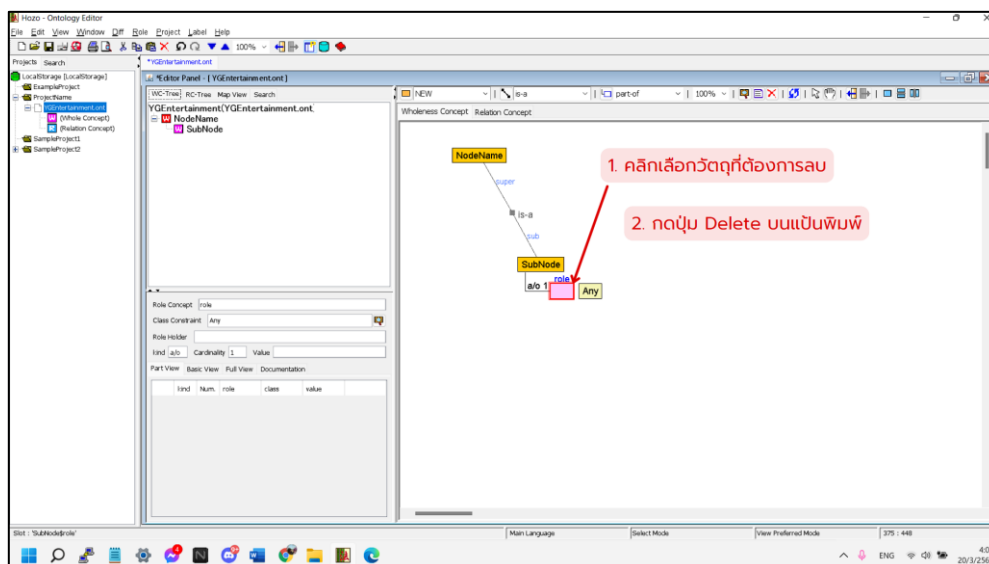 Hozo - Ontology Editor
File Edit View Window Diff Role Project Label Help
100%
Projects Search
*YGEntertainment.ont
LocalStorage [LocalStorage]
ExampleProject
ProjectName
YGEntertainment.ont
(Whole Concept)
(Relation Concept)
SampleProject1
SampleProject2
*Editor Panel - [ YGEntertainment.ont ]
WC-Tree RC-Tree Map View Search
YGEntertainment(YGEntertainment.ont,
W NodeName
W SubNode
NEW is-a part-of 100%
Wholeness Concept Relation Concept
NodeName
super
is-a
sub
SubNode
role
a/o 1
Any
1. คลิกเลือกวัตถุที่ต้องการลบ
2. กดปุ่ม Delete บนแป้นพิมพ์
Role Concept role
Class Constraint Any
Role Holder
kind a/o Cardinality 1 Value
Part View Basic View Full View Documentation
kind Num. role class value
Slot : 'SubNode$role'
Main Language
Select Mode
View Preferred Mode
375 : 448
ENG
20/3/256